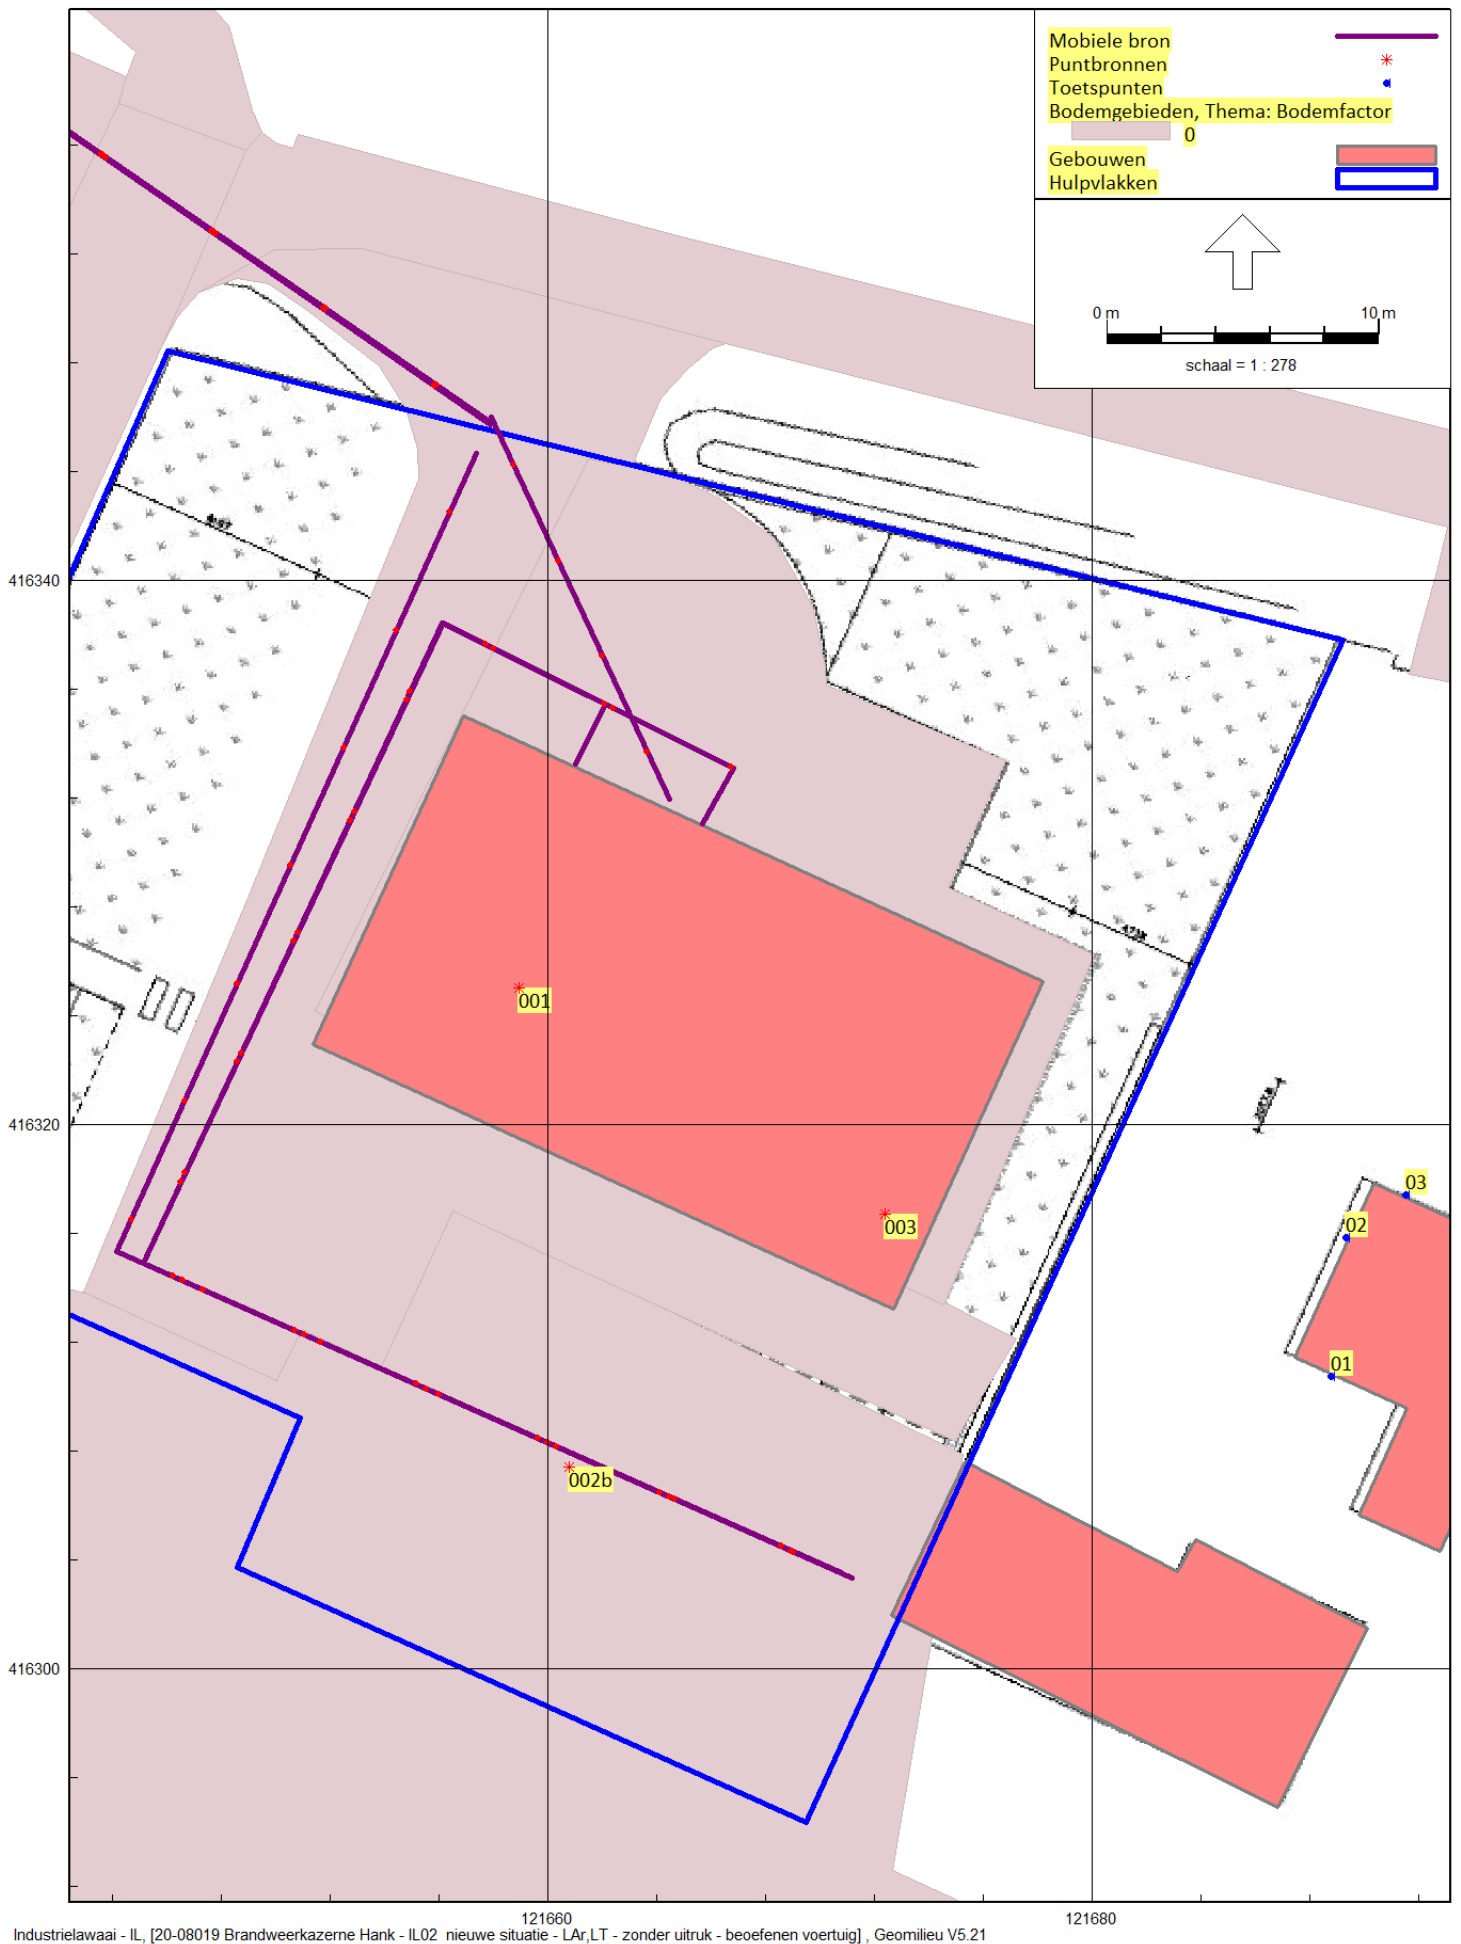 Mobiele bron
Puntbronnen
Toetspunten
Bodemgebieden, Thema: Bodemfactor
0
Gebouwen
Hulpvlakken
0 m 10 m
schaal = 1 : 278
416340
001
416320
03
02
003
01
002b
416300
121660 121680
Industrielawaai - IL, [20-08019 Brandweerkazerne Hank - IL02 nieuwe situatie - LAr,LT - zonder uitruk - beoefenen voertuig] , Geomilieu V5.21